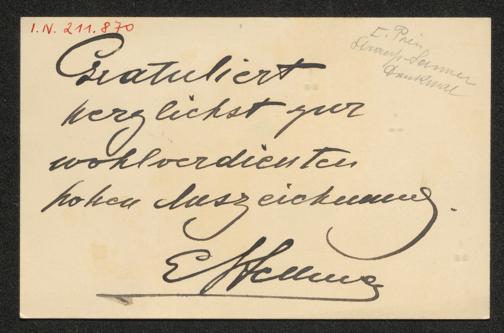 I.N. 211.870
I. Preis
Strauß-Lanner
Denkmal
Gratuliert
herzlichst zur
wohlverdienten
hohen Auszeichnung.
E Hellmer